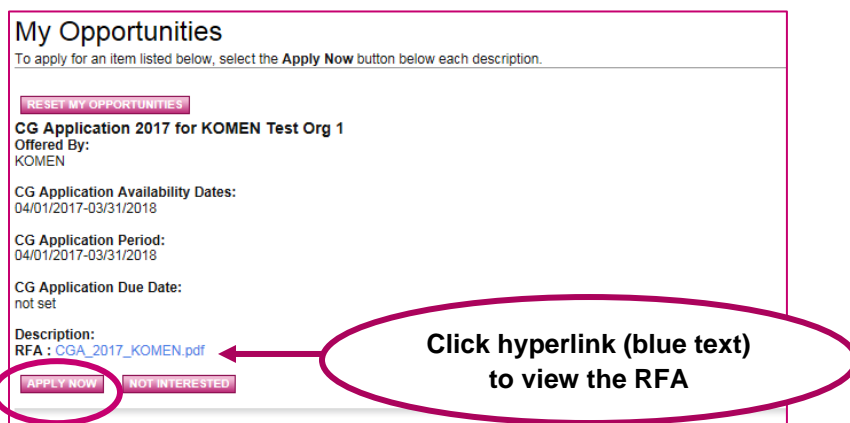 My Opportunities
To apply for an item listed below, select the Apply Now button below each description.
RESET MY OPPORTUNITIES
CG Application 2017 for KOMEN Test Org 1
Offered By:
KOMEN
CG Application Availability Dates:
04/01/2017-03/31/2018
CG Application Period:
04/01/2017-03/31/2018
CG Application Due Date:
not set
Description:
RFA : CGA_2017_KOMEN.pdf
APPLY NOW NOT INTERESTED
Click hyperlink (blue text)
to view the RFA